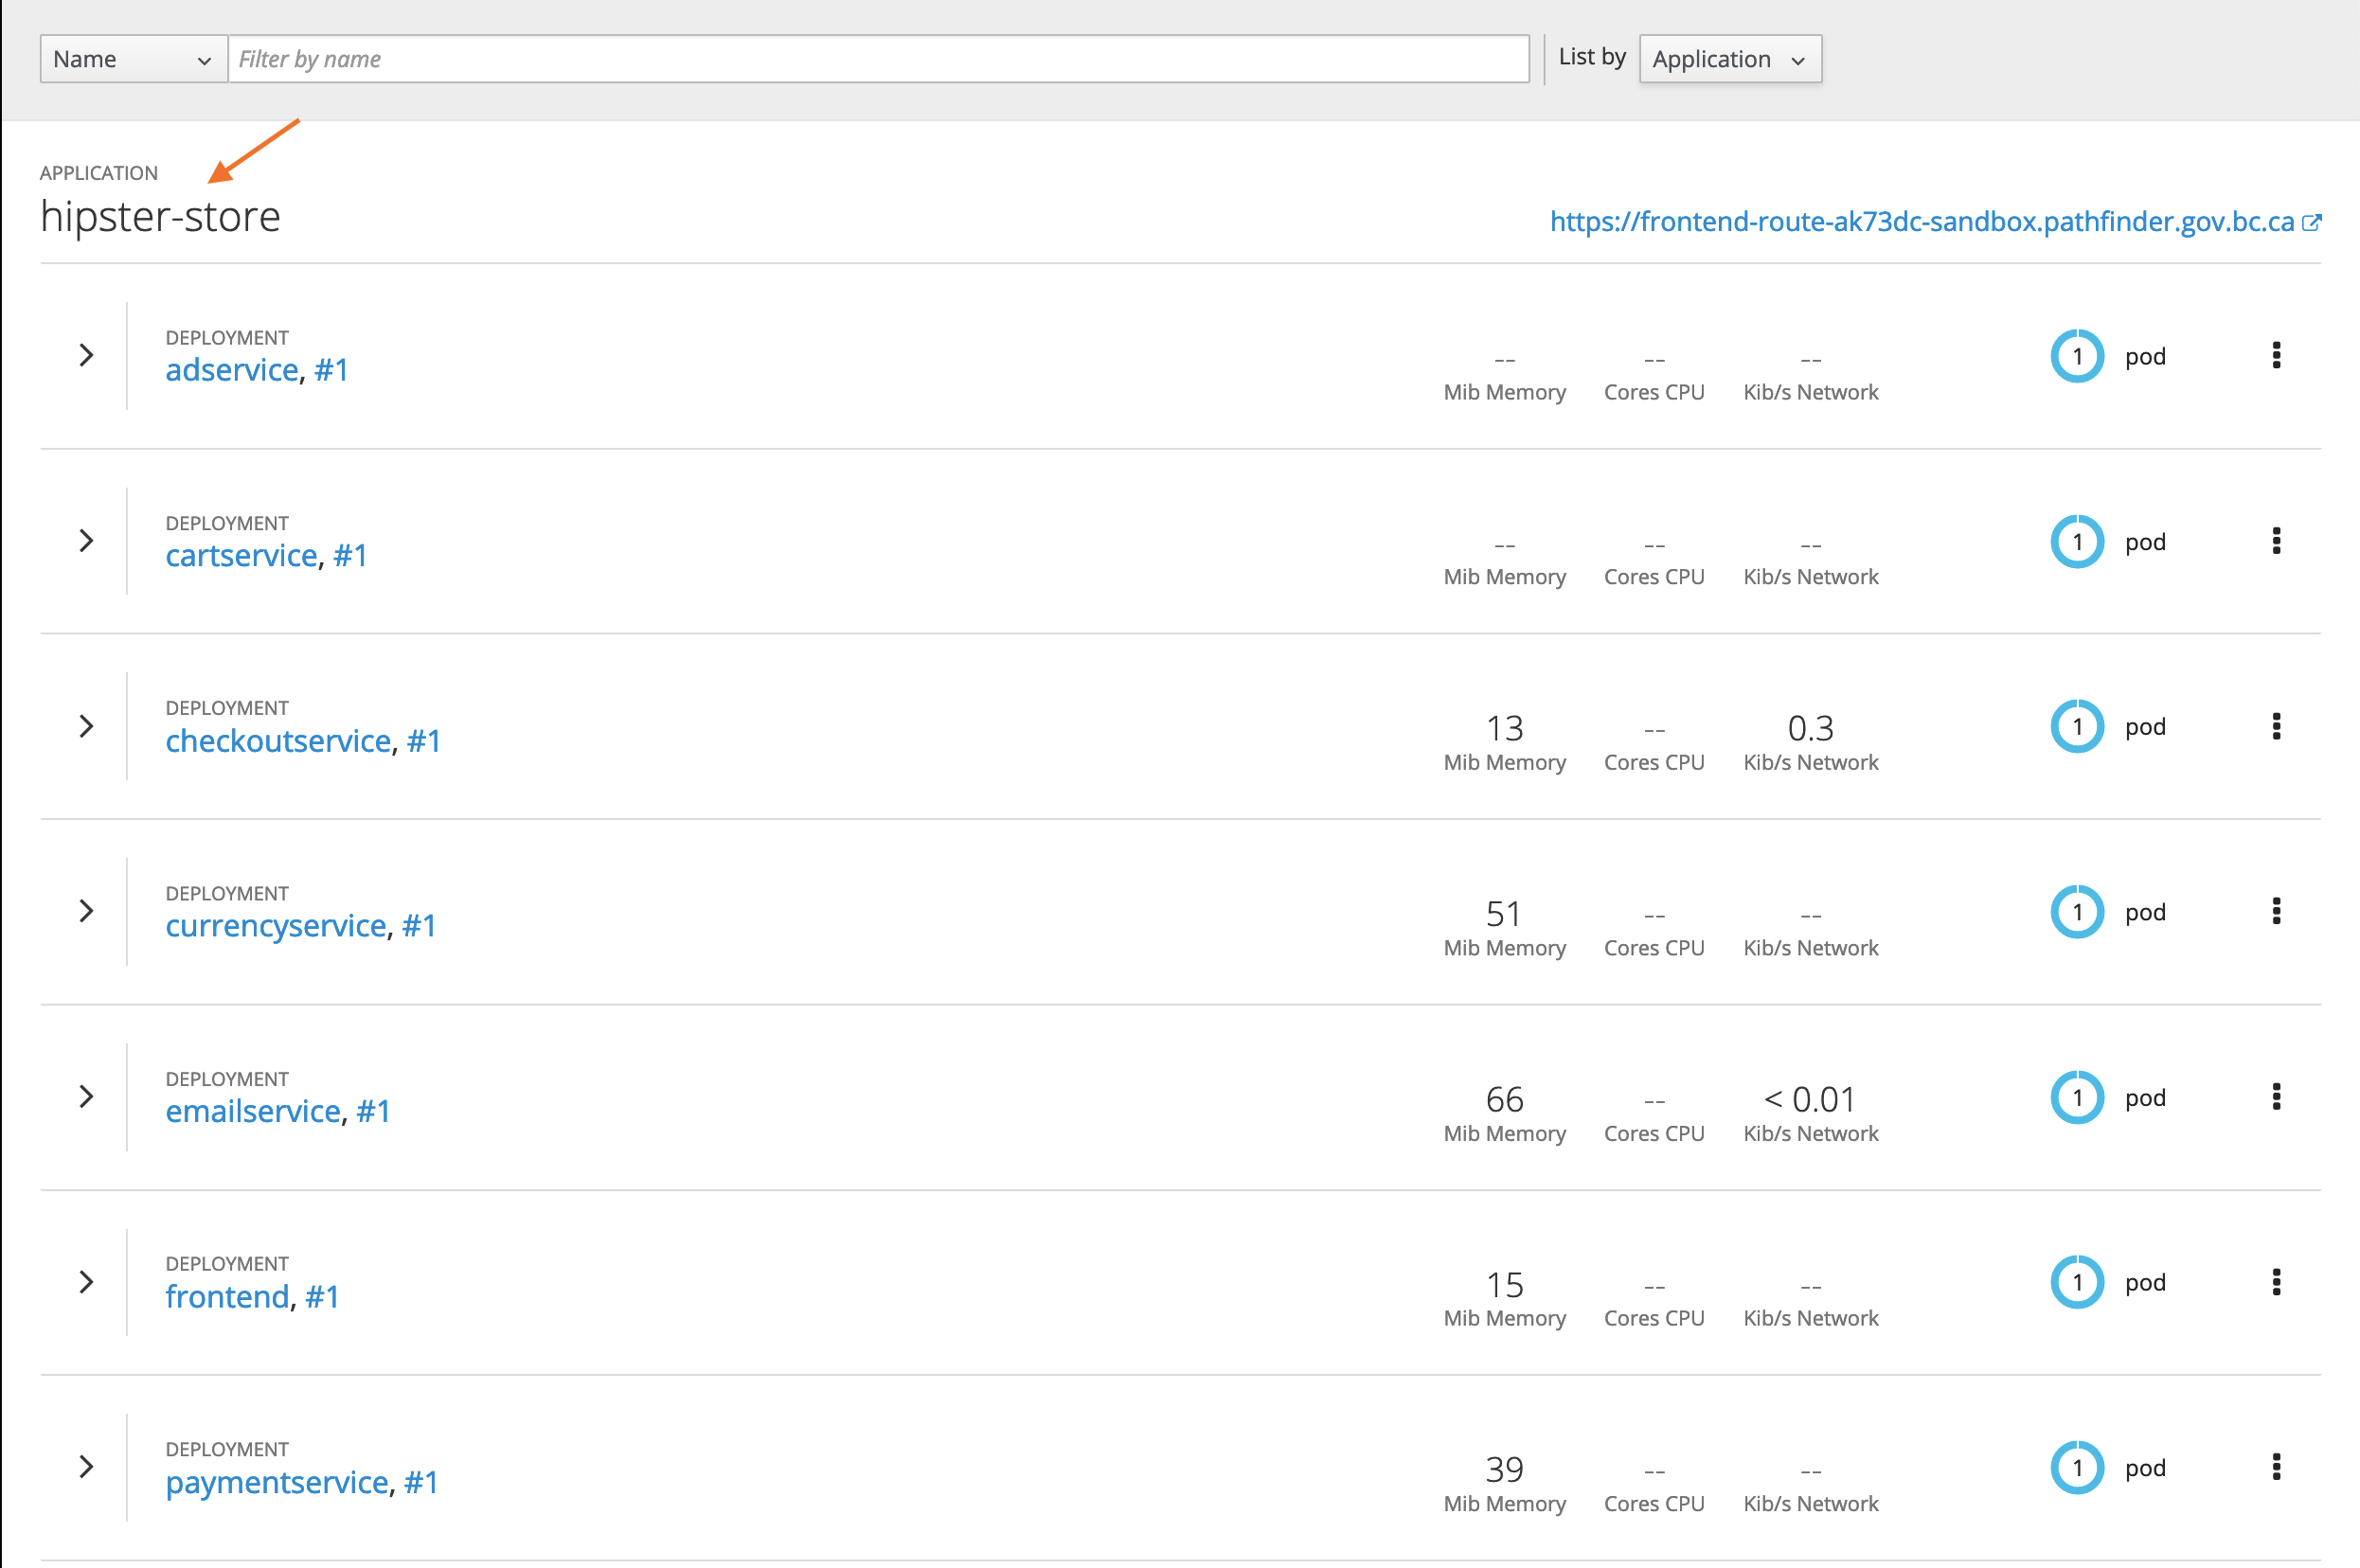 Name Filter by name List by Application
APPLICATION
hipster-store https://frontend-route-ak73dc-sandbox.pathfinder.gov.bc.ca
DEPLOYMENT
adservice, #1
-- -- --
Mib Memory Cores CPU Kib/s Network
1 pod
DEPLOYMENT
cartservice, #1
-- -- --
Mib Memory Cores CPU Kib/s Network
1 pod
DEPLOYMENT
checkoutservice, #1
13 -- 0.3
Mib Memory Cores CPU Kib/s Network
1 pod
DEPLOYMENT
currencyservice, #1
51 -- --
Mib Memory Cores CPU Kib/s Network
1 pod
DEPLOYMENT
emailservice, #1
66 -- < 0.01
Mib Memory Cores CPU Kib/s Network
1 pod
DEPLOYMENT
frontend, #1
15 -- --
Mib Memory Cores CPU Kib/s Network
1 pod
DEPLOYMENT
paymentservice, #1
39 -- --
Mib Memory Cores CPU Kib/s Network
1 pod